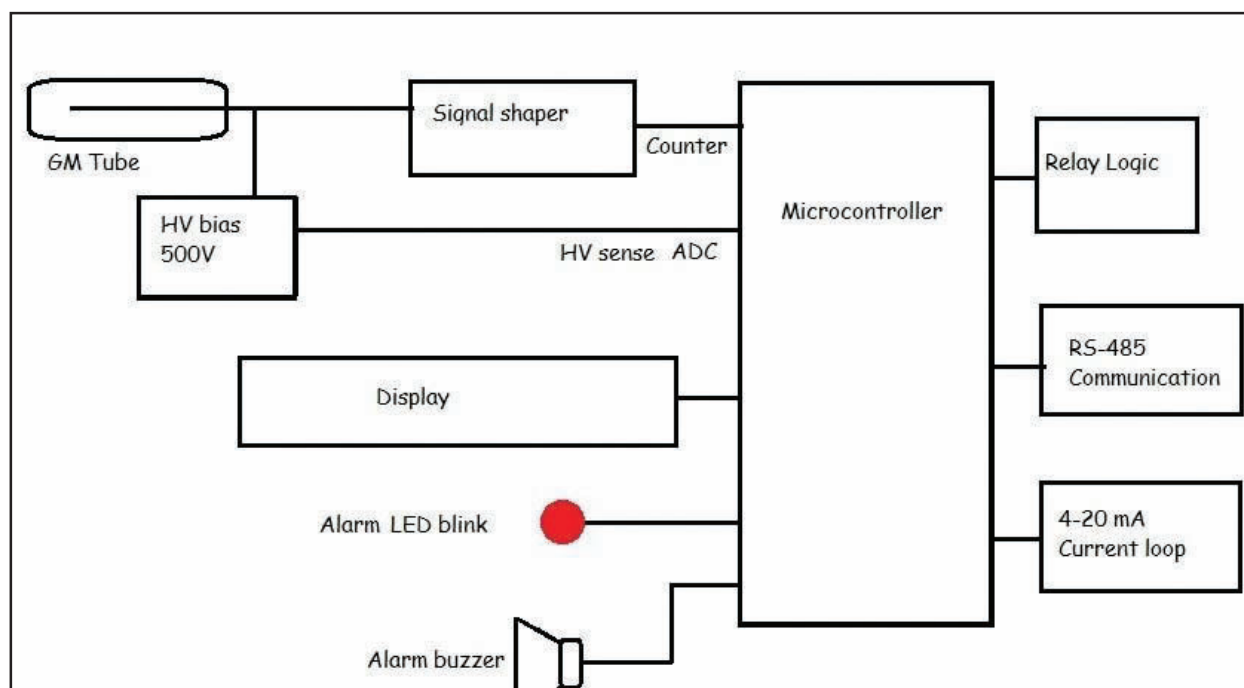 GM Tube
Signal shaper
Counter
HV bias
500V
HV sense ADC
Microcontroller
Relay Logic
RS-485
Communication
Display
Alarm LED blink
4-20 mA
Current loop
Alarm buzzer